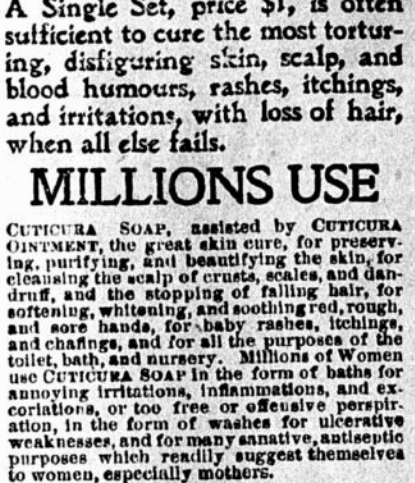 A Single Set, price $1, is often
sufficient to cure the most tortur-
ing, disfiguring skin, scalp, and
blood humours, rashes, itchings,
and irritations, with loss of hair,
when all else fails.
MILLIONS USE
CUTICURA SOAP, assisted by CUTICURA
OINTMENT, the great skin cure, for preserv-
ing, purifying, and beautifying the skin, for
cleansing the scalp of crusts, scales, and dan-
druff, and the stopping of falling hair, for
softening, whitening, and soothing red, rough,
and sore hands, for baby rashes, itchings,
and chafings, and for all the purposes of the
toilet, bath, and nursery. Millions of Women
use CUTICURA SOAP in the form of baths for
annoying irritations, inflammations, and ex-
coriations, or too free or offensive perspir-
ation, in the form of washes for ulcerative
weaknesses, and for many sanative, antiseptic
purposes which readily suggest themselves
to women, especially mothers.